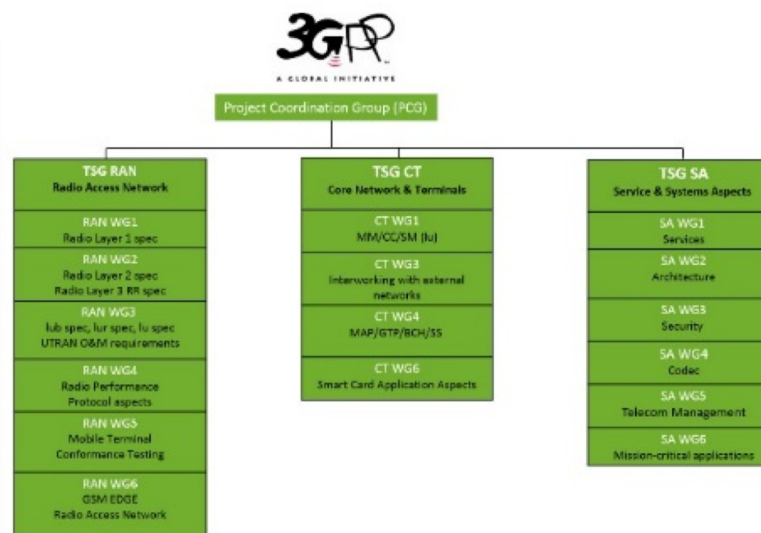 3GPP
TM
A GLOBAL INITIATIVE
Project Coordination Group (PCG)
TSG RAN
Radio Access Network
RAN WG1
Radio Layer 1 spec
RAN WG2
Radio Layer 2 spec
Radio Layer 3 RR spec
RAN WG3
Iub spec, Iur spec, Iu spec
UTRAN O&M requirements
RAN WG4
Radio Performance
Protocol aspects
RAN WG5
Mobile Terminal
Conformance Testing
RAN WG6
GSM EDGE
Radio Access Network
TSG CT
Core Network & Terminals
CT WG1
MM/CC/SM (Iu)
CT WG3
Interworking with external
networks
CT WG4
MAP/GTP/BCH/SS
CT WG6
Smart Card Application Aspects
TSG SA
Service & Systems Aspects
SA WG1
Services
SA WG2
Architecture
SA WG3
Security
SA WG4
Codec
SA WG5
Telecom Management
SA WG6
Mission-critical applications